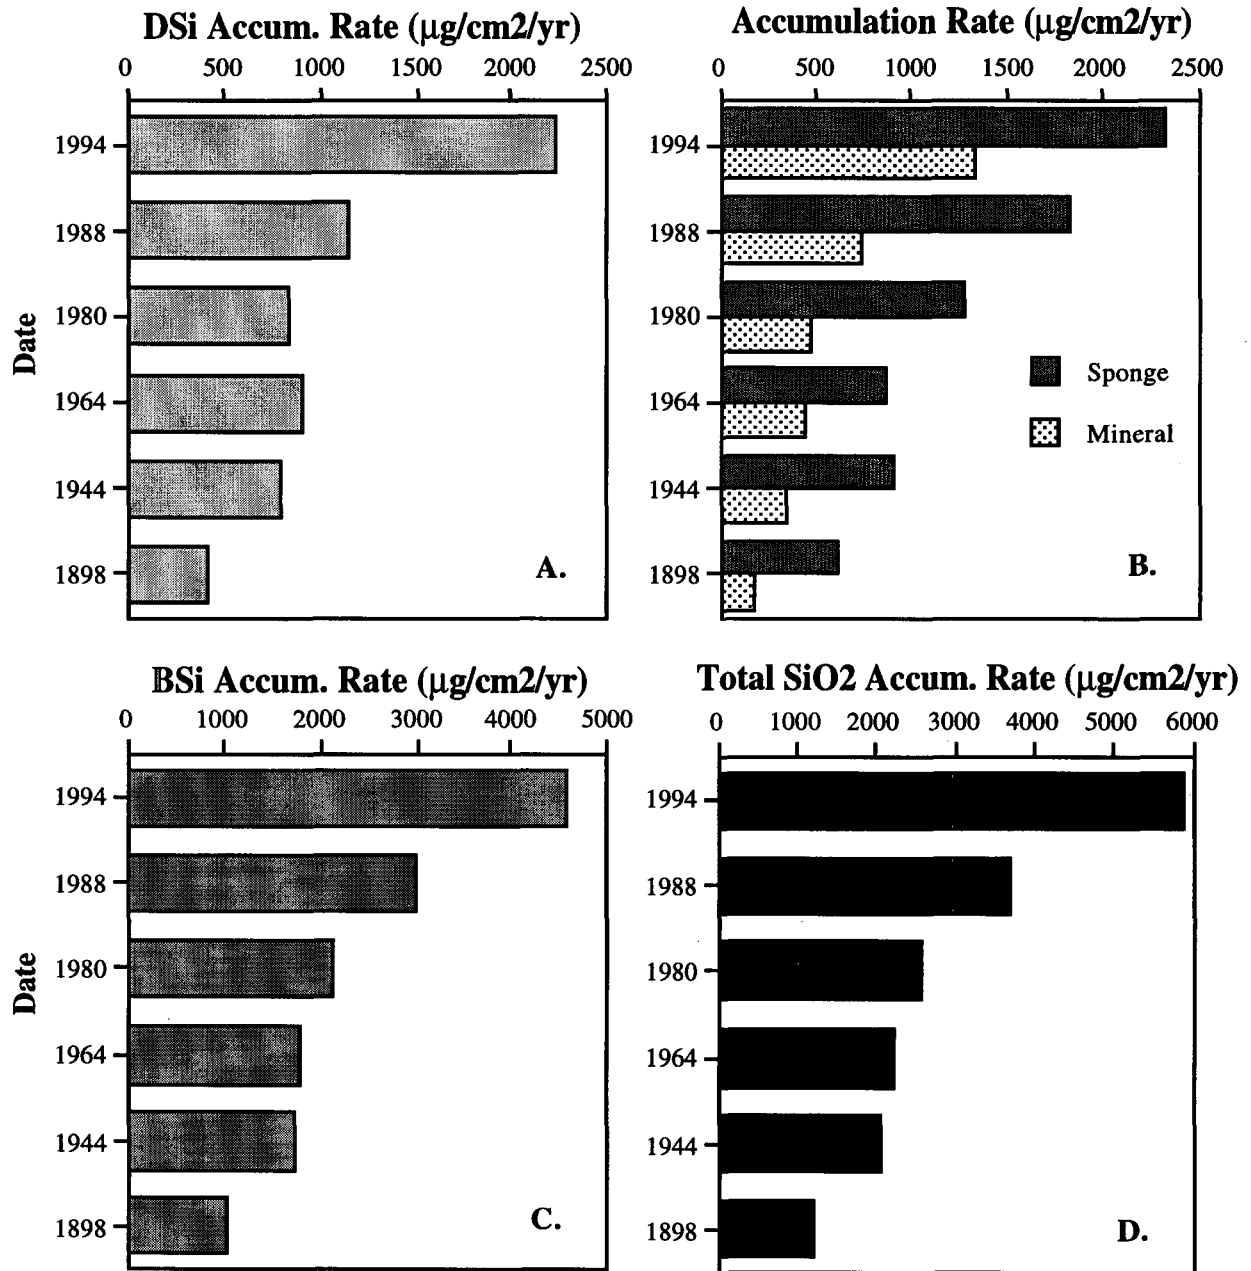 DSi Accum. Rate (µg/cm2/yr)
0 500 1000 1500 2000 2500
Date
1994
1988
1980
1964
1944
1898
A.
Accumulation Rate (µg/cm2/yr)
0 500 1000 1500 2000 2500
1994
1988
1980
1964
1944
1898
Sponge
Mineral
B.
BSi Accum. Rate (µg/cm2/yr)
0 1000 2000 3000 4000 5000
Date
1994
1988
1980
1964
1944
1898
C.
Total SiO2 Accum. Rate (µg/cm2/yr)
0 1000 2000 3000 4000 5000 6000
1994
1988
1980
1964
1944
1898
D.